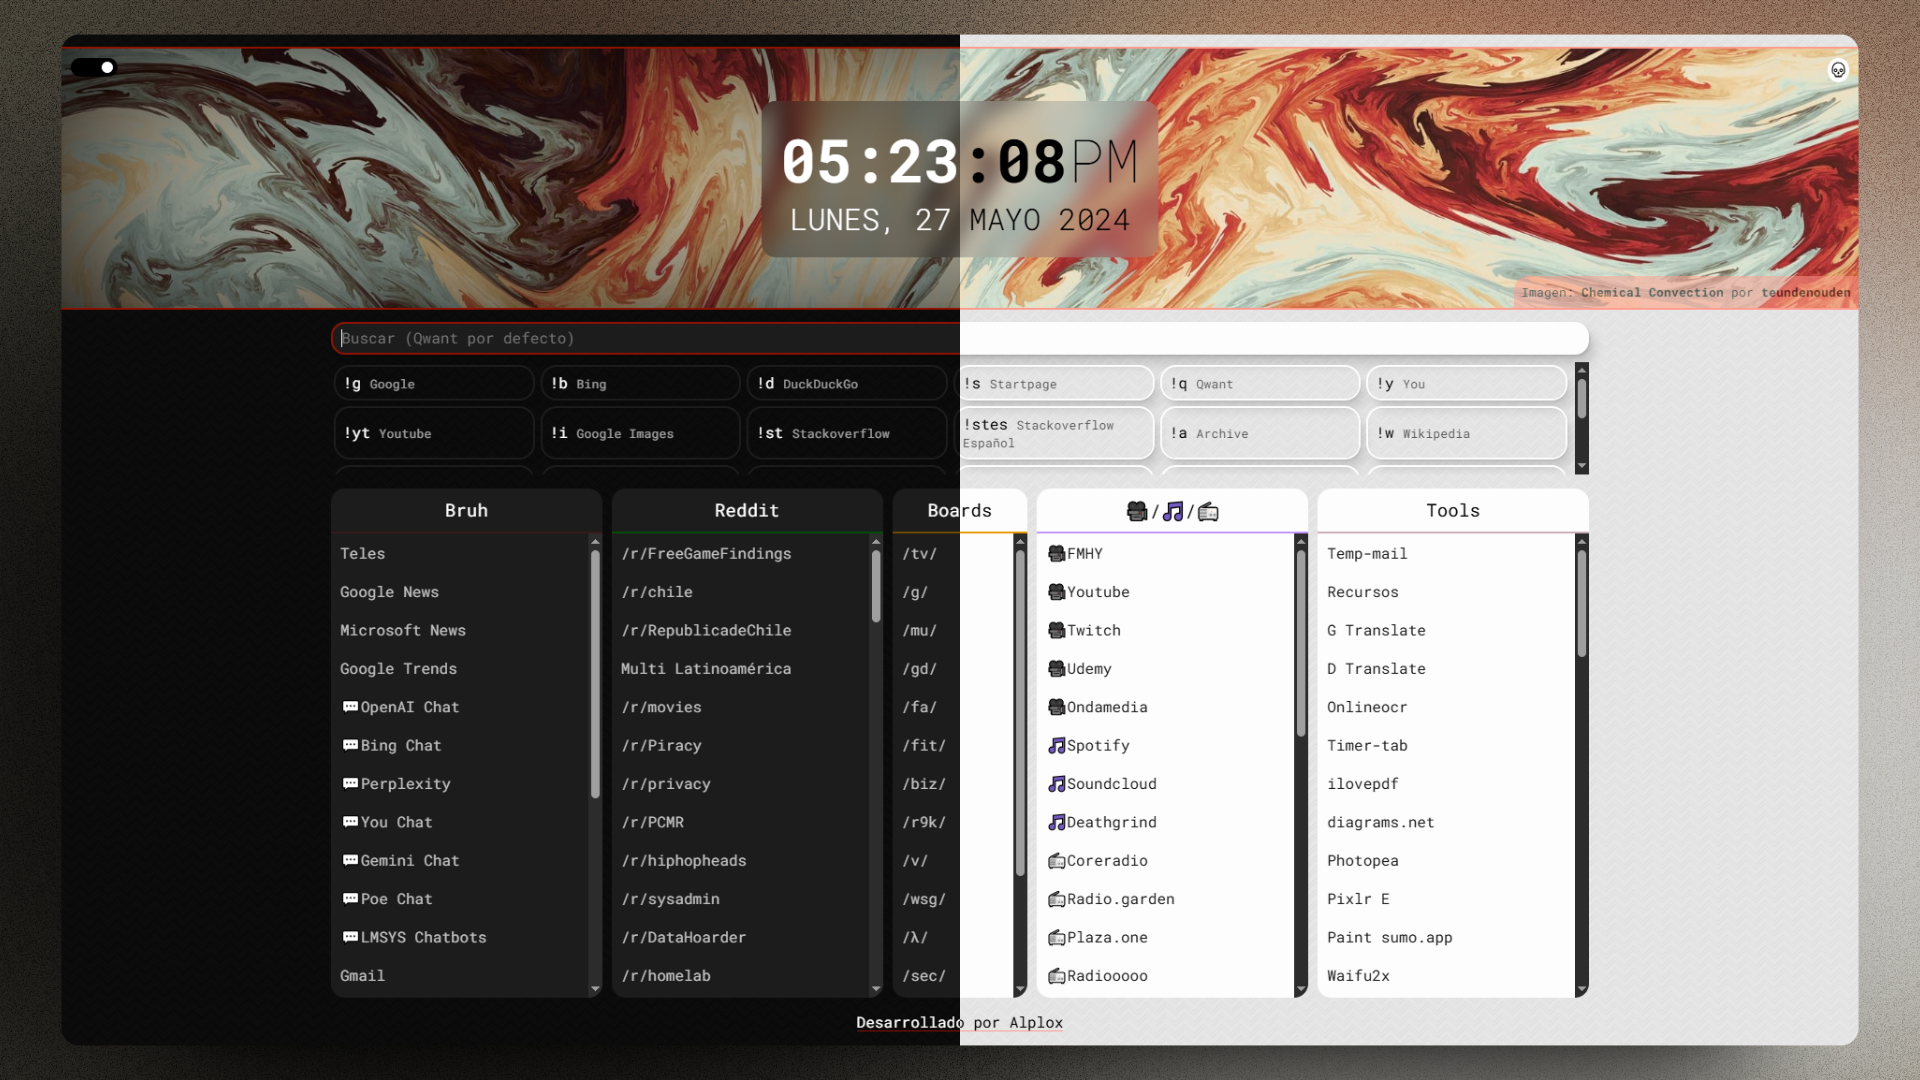 05:23:08PM
LUNES, 27 MAYO 2024
Imagen: Chemical Convection por teundenouden
Buscar (Qwant por defecto)
!g Google
!b Bing
!d DuckDuckGo
!s Startpage
!q Qwant
!y You
!yt Youtube
!i Google Images
!st Stackoverflow
!stes Stackoverflow
Español
!a Archive
!w Wikipedia
Bruh
Teles
Google News
Microsoft News
Google Trends
💬OpenAI Chat
💬Bing Chat
💬Perplexity
💬You Chat
💬Gemini Chat
💬Poe Chat
💬LMSYS Chatbots
Gmail
Reddit
/r/FreeGameFindings
/r/chile
/r/RepublicadeChile
Multi Latinoamérica
/r/movies
/r/Piracy
/r/privacy
/r/PCMR
/r/hiphopheads
/r/sysadmin
/r/DataHoarder
/r/homelab
Boards
/tv/
/g/
/mu/
/gd/
/fa/
/fit/
/biz/
/r9k/
/v/
/wsg/
/λ/
/sec/
🎥/🎵/📻
🎥FMHY
🎥Youtube
🎥Twitch
🎥Udemy
🎥Ondamedia
🎵Spotify
🎵Soundcloud
🎵Deathgrind
📻Coreradio
📻Radio.garden
📻Plaza.one
📻Radiooooo
Tools
Temp-mail
Recursos
G Translate
D Translate
Onlineocr
Timer-tab
ilovepdf
diagrams.net
Photopea
Pixlr E
Paint sumo.app
Waifu2x
Desarrollado por Alplox